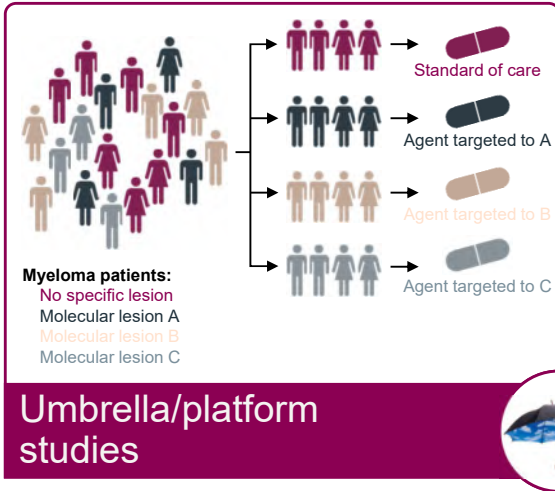 Standard of care
Agent targeted to A
Agent targeted to B
Agent targeted to C
Myeloma patients:
No specific lesion
Molecular lesion A
Molecular lesion B
Molecular lesion C
Umbrella/platform
studies